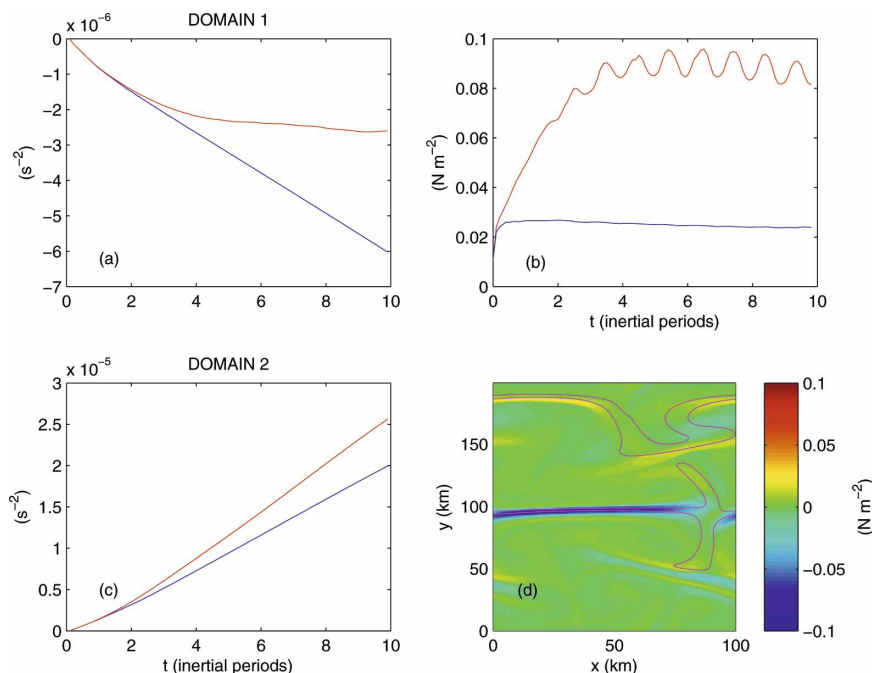 x 10⁻⁶
DOMAIN 1
0
−1
−2
−3
−4
−5
−6
−7
(s⁻²)
(a)
0 2 4 6 8 10
0.1
0.08
0.06
0.04
0.02
0
(N m⁻²)
(b)
0 2 4 6 8 10
t (inertial periods)
x 10⁻⁵
DOMAIN 2
3
2.5
2
1.5
1
0.5
0
(s⁻²)
(c)
0 2 4 6 8 10
t (inertial periods)
150
100
50
0
y (km)
(d)
0 50 100
x (km)
0.1
0.05
0
−0.05
−0.1
(N m⁻²)